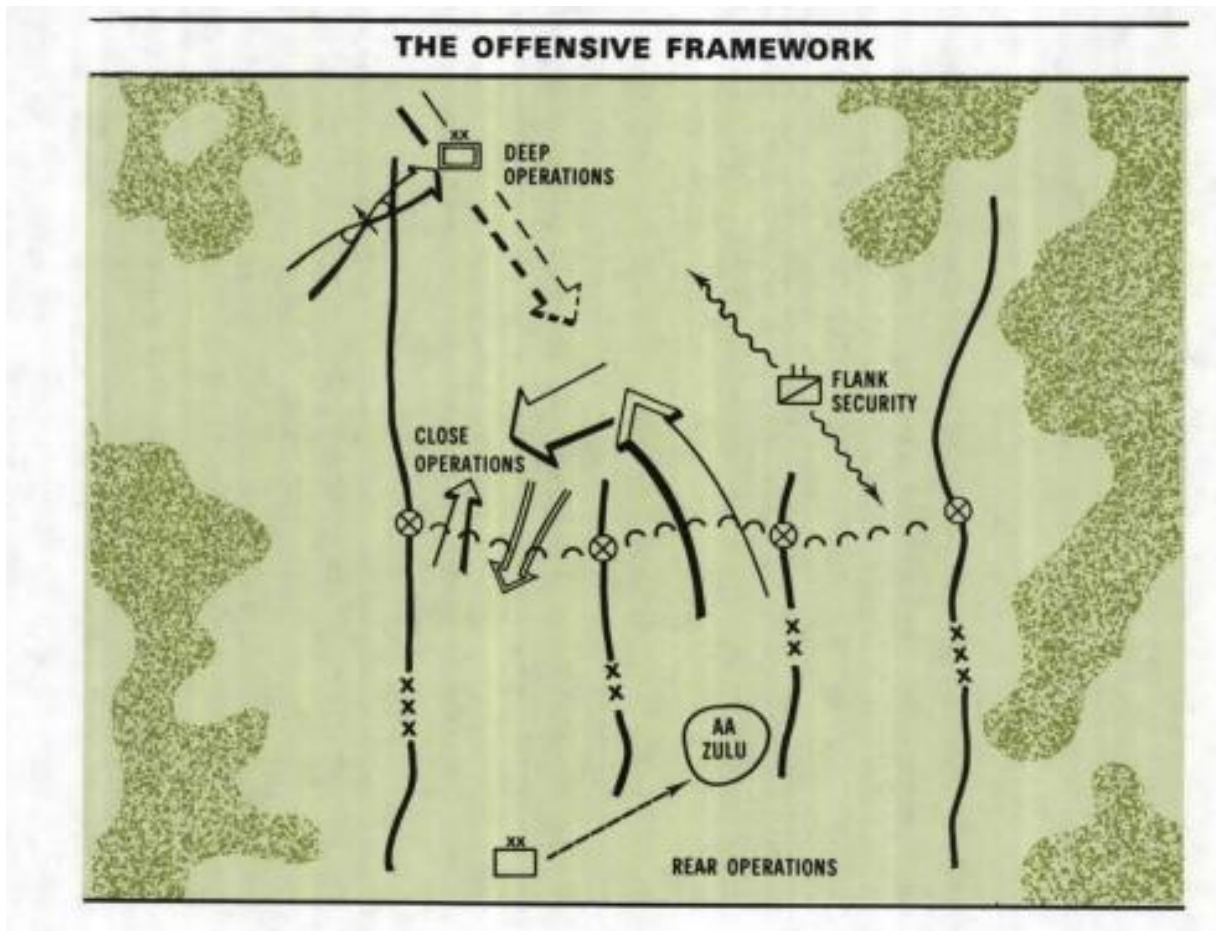 THE OFFENSIVE FRAMEWORK
XX
DEEP
OPERATIONS
FLANK
SECURITY
CLOSE
OPERATIONS
XX
XX
XXX
XXX
AA
ZULU
XX
REAR OPERATIONS